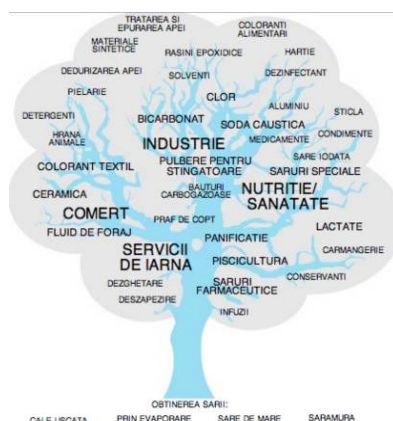 TRATAREA SI
EPURAREA APEI
COLORANTI
ALIMENTARI
MATERIALE
SINTETICE
RASINI EPOXIDICE
HARTIE
DEDURIZAREA APEI
SOLVENTI
DEZINFECTANT
PIELARIE
CLOR
ALUMINIU
DETERGENTI
BICARBONAT
SODA CAUSTICA
STICLA
HRANA
ANIMALE
INDUSTRIE
MEDICAMENTE
CONDIMENTE
COLORANT TEXTIL
PULBERE PENTRU
STINGATOARE
SARE IODATA
SARURI SPECIALE
CERAMICA
BAUTURI
CARBOGAZOASE
NUTRITIE/
SANATATE
COMERT
PRAF DE COPT
LACTATE
FLUID DE FORAJ
PANIFICATIE
SERVICII
DE IARNA
PISCICULTURA
CARMANGERIE
DEZGHETARE
SARURI
FARMACEUTICE
CONSERVANTI
DESZAPEZIRE
INFUZII
OBTINEREA SARII:
CALE USCATA PRIN EVAPORARE SARE DE MARE SARAMURA